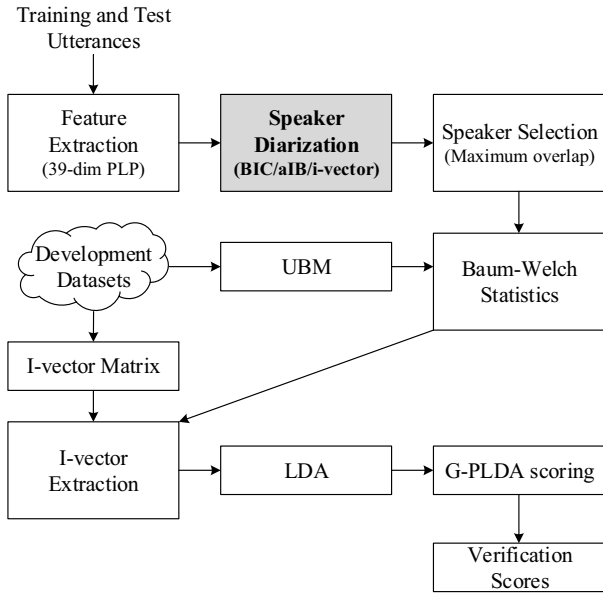 Training and Test
Utterances
Feature
Extraction
(39-dim PLP)
Speaker
Diarization
(BIC/aIB/i-vector)
Speaker Selection
(Maximum overlap)
Development
Datasets
UBM
Baum-Welch
Statistics
I-vector Matrix
I-vector
Extraction
LDA
G-PLDA scoring
Verification
Scores